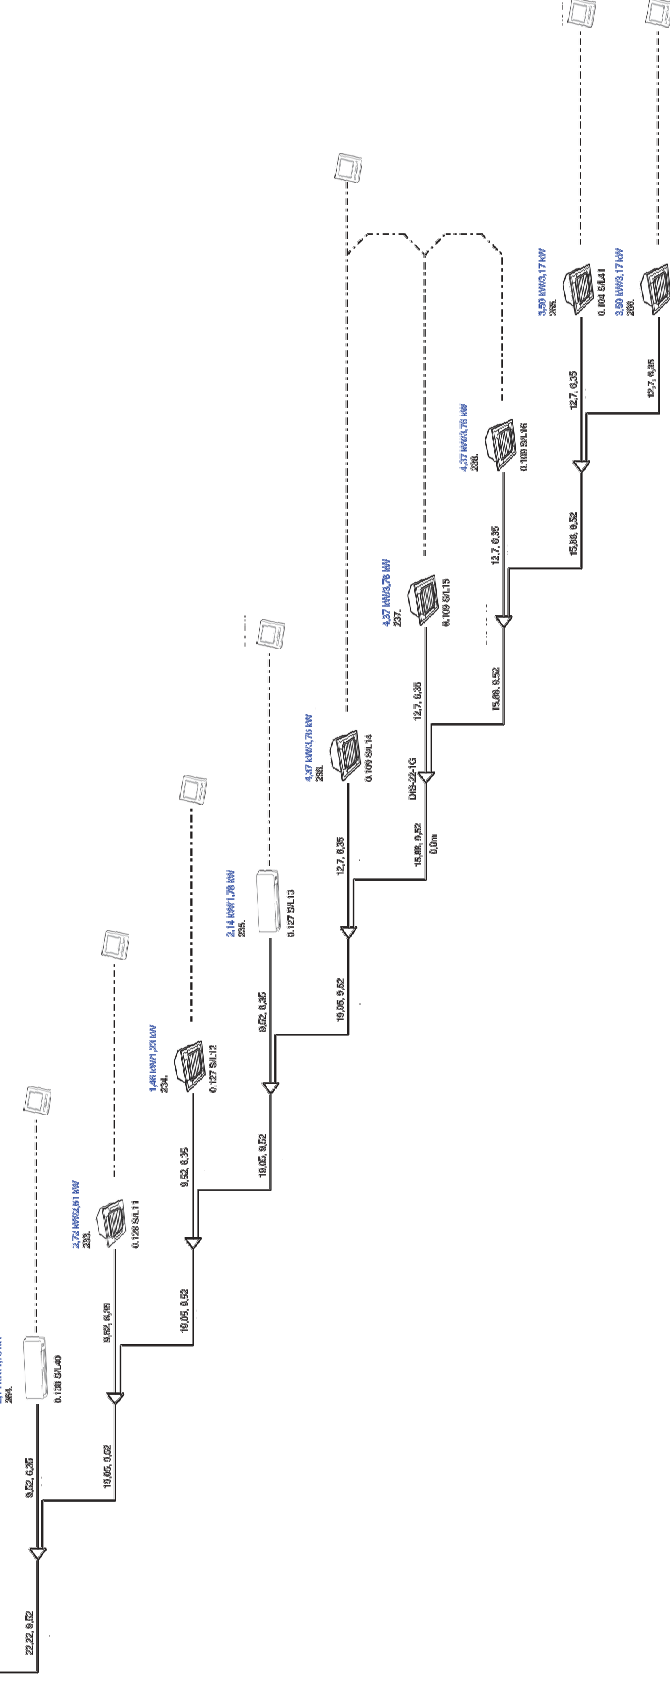 3,50 kW/3,17 kW
265.
0.104 S/L41
3,50 kW/3,17 kW
266.
12,7, 6,35
12,7, 6,35
4,37 kW/3,76 kW
238.
0.109 S/L16
12,7, 6,35
15,88, 9,52
4,37 kW/3,76 kW
237.
0.109 S/L15
12,7, 6,35
15,88, 9,52
DIS-22-1G
4,37 kW/3,76 kW
236.
0.109 S/L14
12,7, 6,35
15,88, 9,52
0,0m
2,14 kW/1,78 kW
235.
0.127 S/L13
9,52, 6,35
19,05, 9,52
1,46 kW/1,23 kW
234.
0.127 S/L12
9,52, 6,35
19,05, 9,52
2,72 kW/2,51 kW
233.
0.128 S/L11
9,52, 6,35
19,05, 9,52
264.
0.138 S/L40
9,52, 6,35
19,05, 9,52
22,22, 9,52